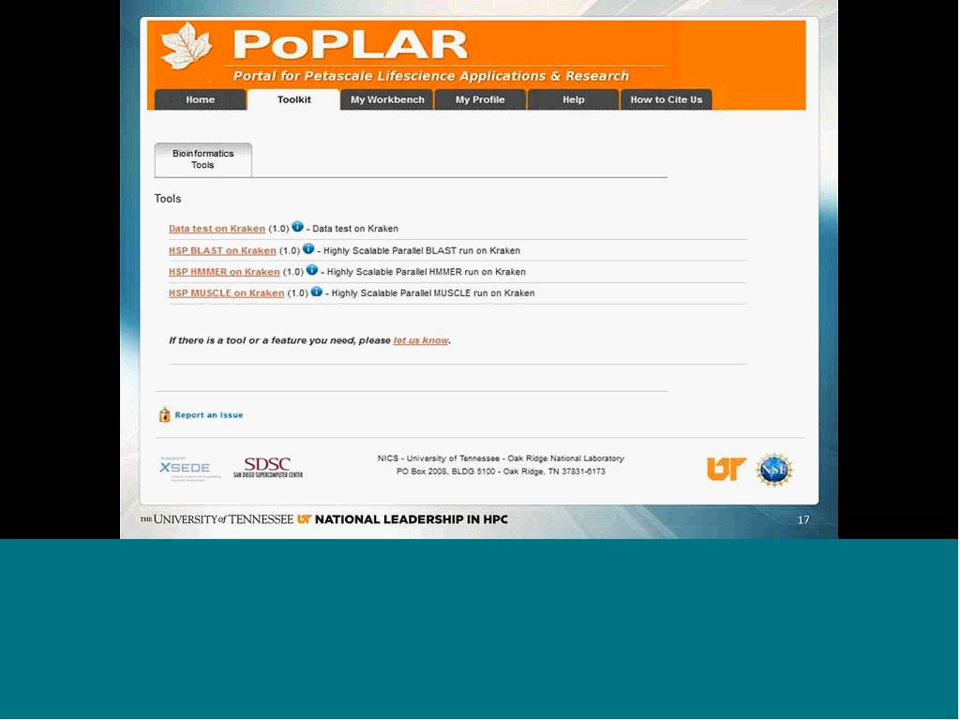 PoPLAR
Portal for Petascale Lifescience Applications & Research
Home Toolkit My Workbench My Profile Help How to Cite Us
Bioinformatics
Tools
Tools
Data test on Kraken (1.0) - Data test on Kraken
HSP BLAST on Kraken (1.0) - Highly Scalable Parallel BLAST run on Kraken
HSP HMMER on Kraken (1.0) - Highly Scalable Parallel HMMER run on Kraken
HSP MUSCLE on Kraken (1.0) - Highly Scalable Parallel MUSCLE run on Kraken
If there is a tool or a feature you need, please let us know.
Report an Issue
XSEDE
SDSC
SAN DIEGO SUPERCOMPUTER CENTER
NICS - University of Tennessee - Oak Ridge National Laboratory
PO Box 2008, BLDG 5100 - Oak Ridge, TN 37831-6173
UT
NSF
THE UNIVERSITY of TENNESSEE UT NATIONAL LEADERSHIP IN HPC
17